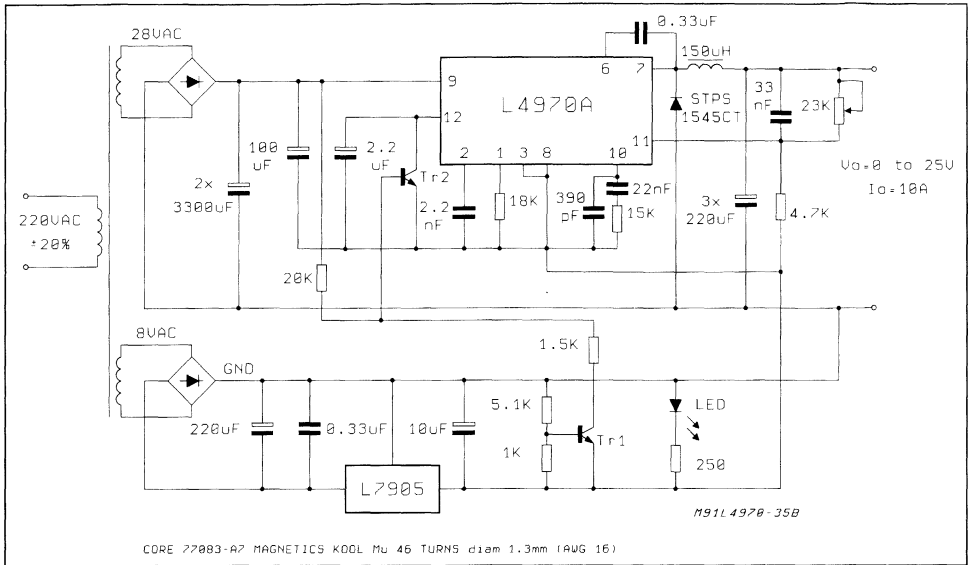 28VAC
0.33uF
150uH
6
7
9
L4970A
12
STPS
1545CT
33
nF
23K
11
100
uF
2.2
uF
Tr2
2
1
3
8
10
Vo=0 to 25V
Io=10A
2x
3300uF
2.2
nF
18K
390
pF
22nF
15K
3x
220uF
4.7K
220VAC
±20%
20K
8VAC
GND
1.5K
5.1K
LED
220uF
0.33uF
10uF
1K
Tr1
250
L7905
M91L4970-35B
CORE 77083-A7 MAGNETICS KOOL Mu 46 TURNS diam 1.3mm (AWG 16)